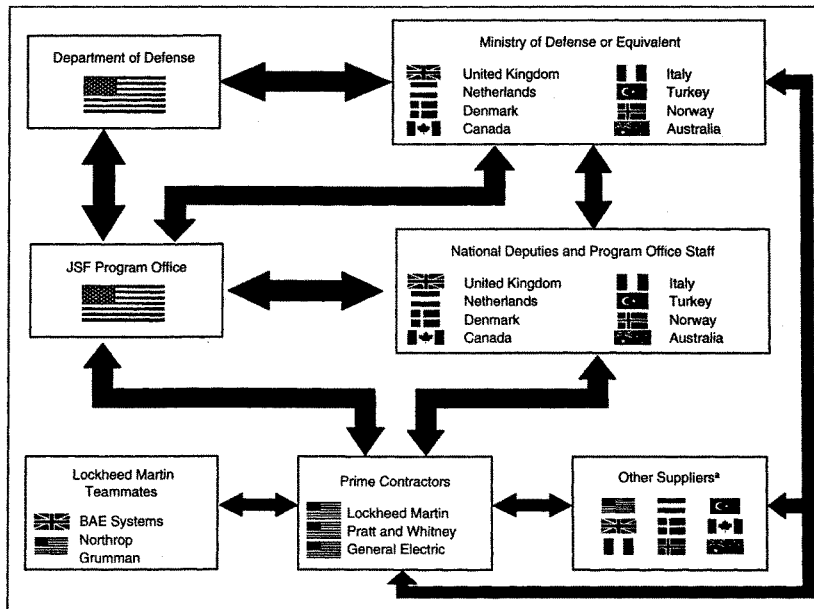 Department of Defense
Ministry of Defense or Equivalent
United Kingdom
Netherlands
Denmark
Canada
Italy
Turkey
Norway
Australia
JSF Program Office
National Deputies and Program Office Staff
United Kingdom
Netherlands
Denmark
Canada
Italy
Turkey
Norway
Australia
Lockheed Martin
Teammates
BAE Systems
Northrop
Grumman
Prime Contractors
Lockheed Martin
Pratt and Whitney
General Electric
Other Suppliersᵃ